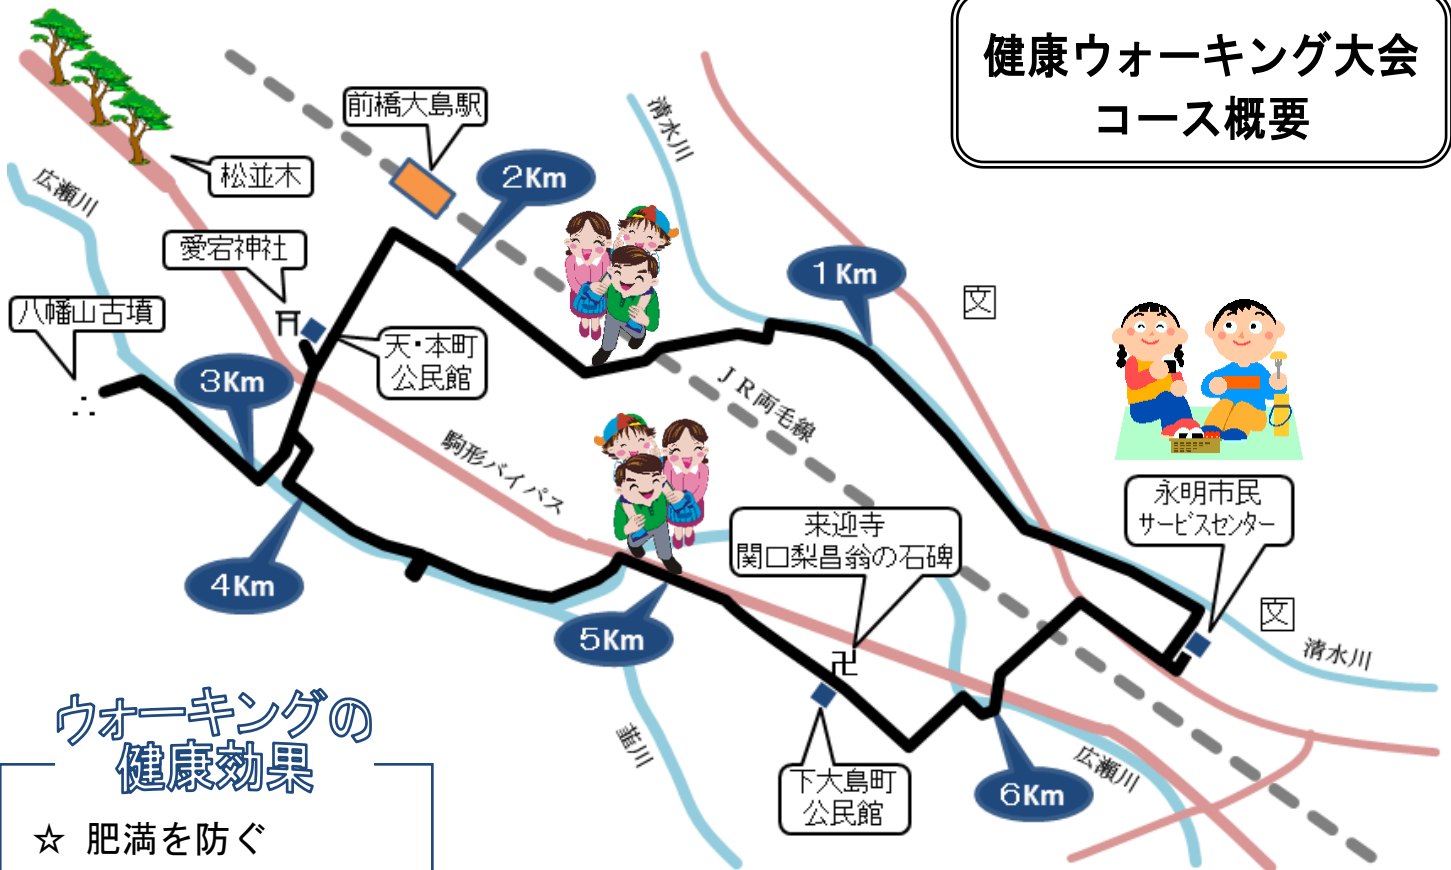 健康ウォーキング大会
コース概要
前橋大島駅
清水川
松並木
2Km
広瀬川
愛宕神社
1Km
文
八幡山古墳
天・本町
公民館
3Km
JR両毛線
駒形バイパス
永明市民
サービスセンター
来迎寺
関口梨昌翁の石碑
4Km
5Km
文
清水川
卍
韮川
下大島町
公民館
6Km
広瀬川
ウォーキングの
健康効果
☆ 肥満を防ぐ